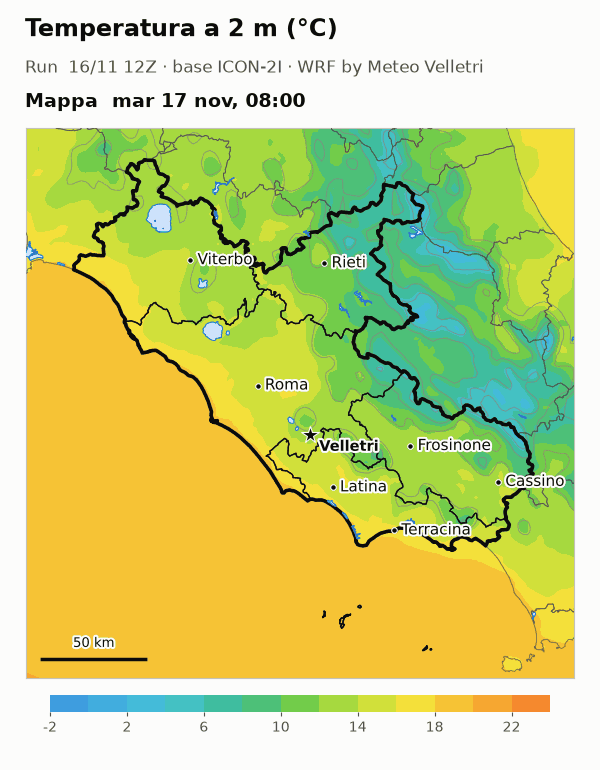 Temperatura a 2 m (°C)
Run  16/11 12Z · base ICON-2I · WRF by Meteo Velletri
Mappa  mar 17 nov, 08:00
Viterbo
Rieti
Roma
Velletri
Frosinone
Latina
Cassino
Terracina
50 km
-2 2 6 10 14 18 22